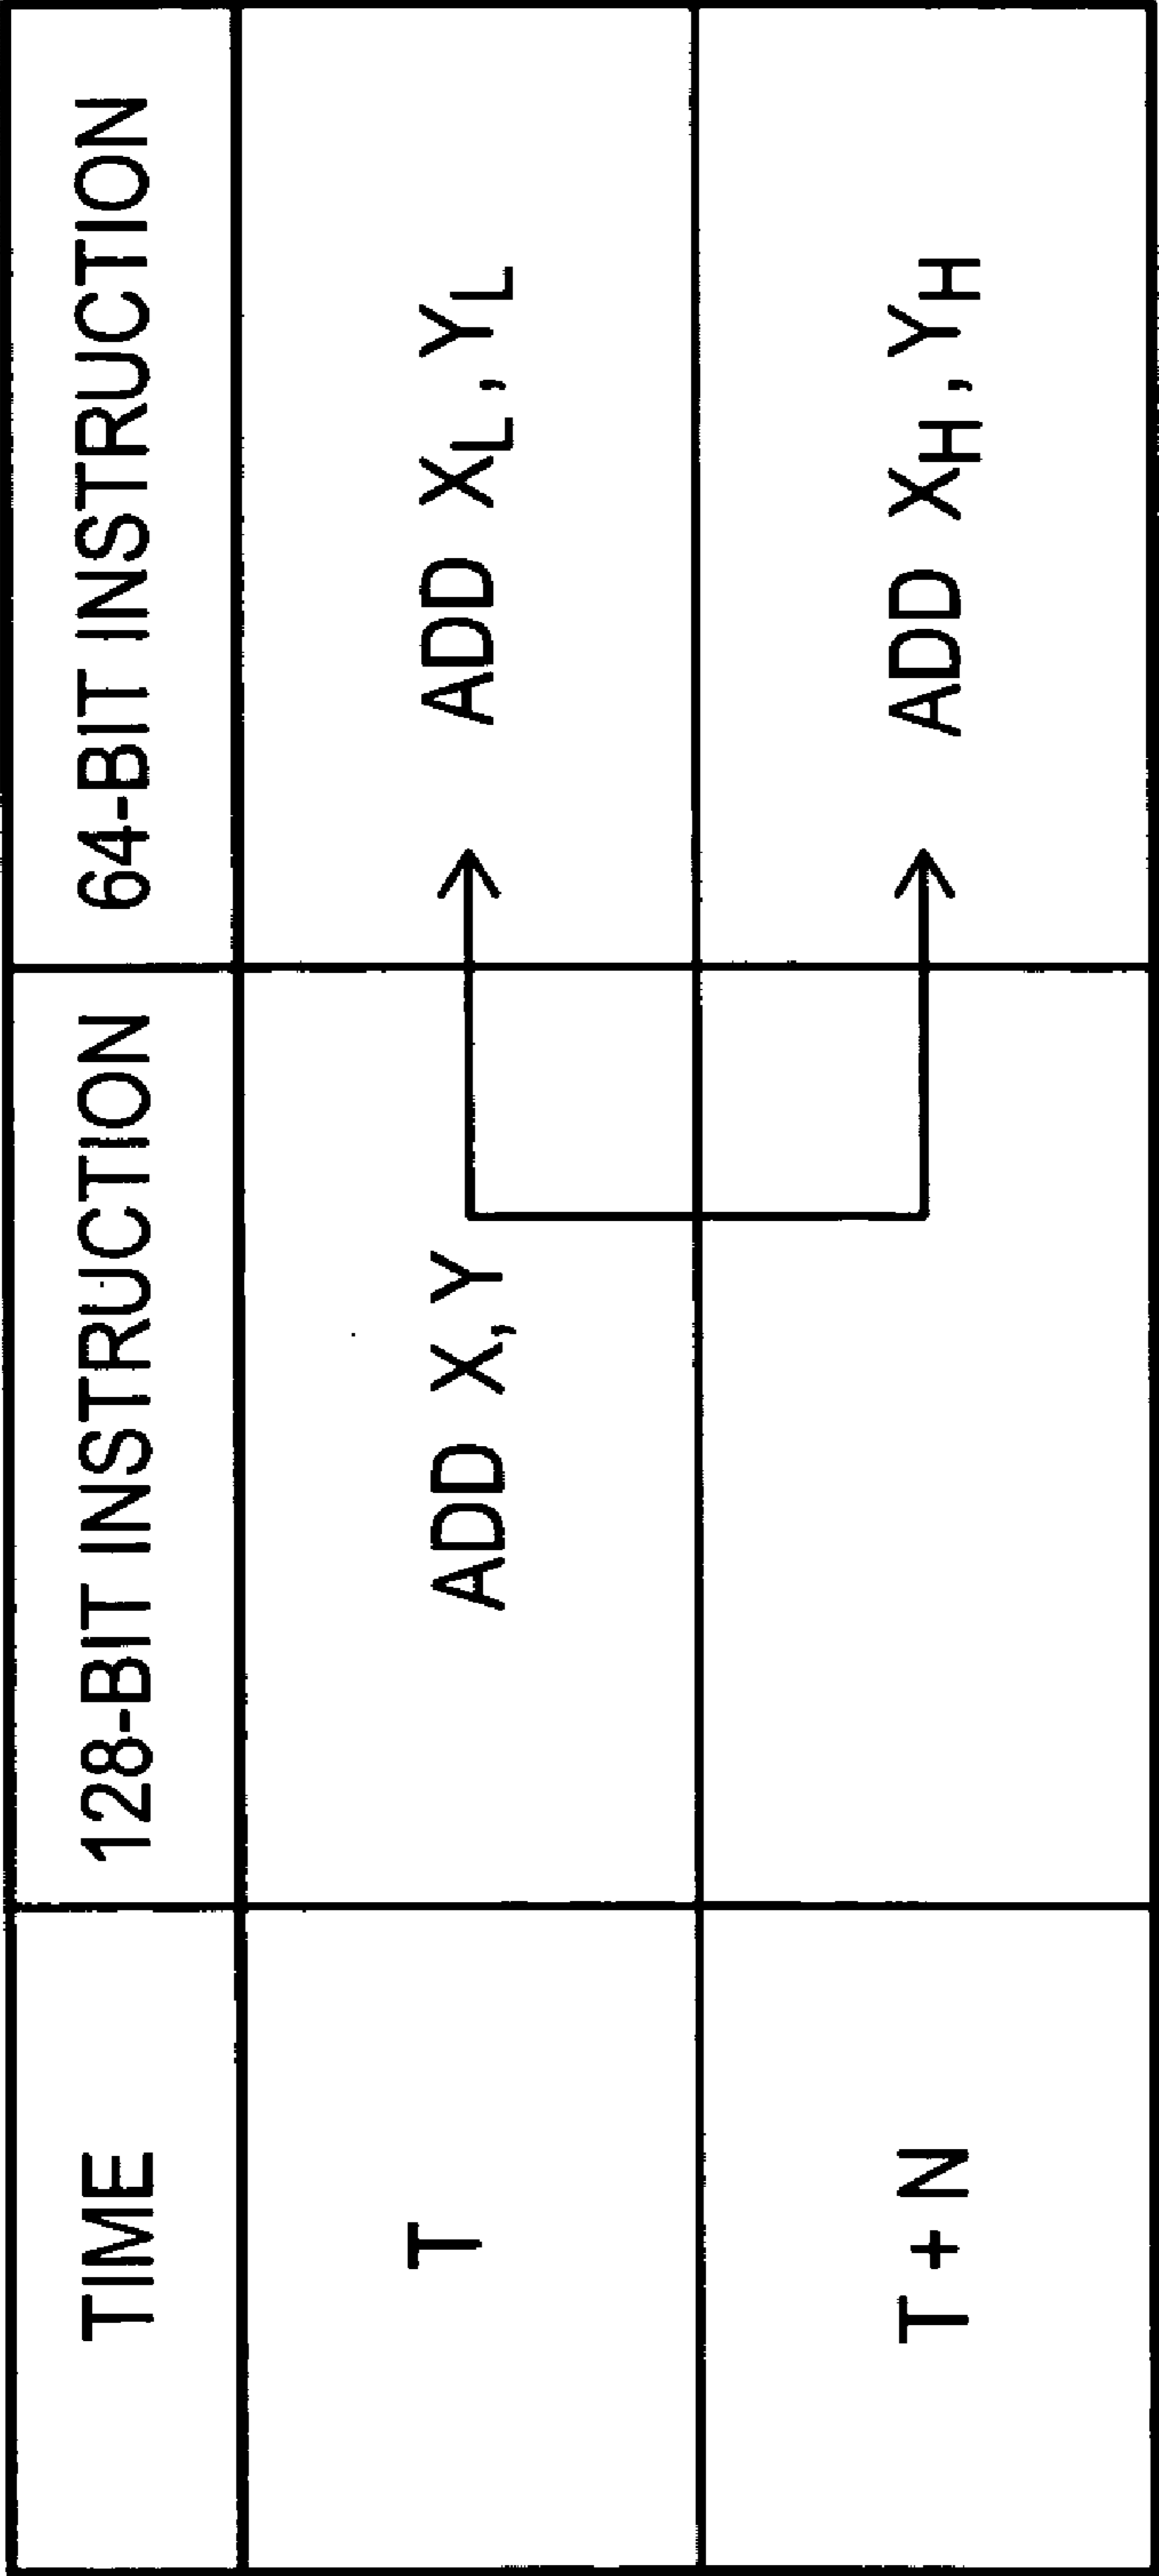 TIME 128-BIT INSTRUCTION 64-BIT INSTRUCTION
T ADD X, Y ADD XL, YL
T + N ADD XH, YH